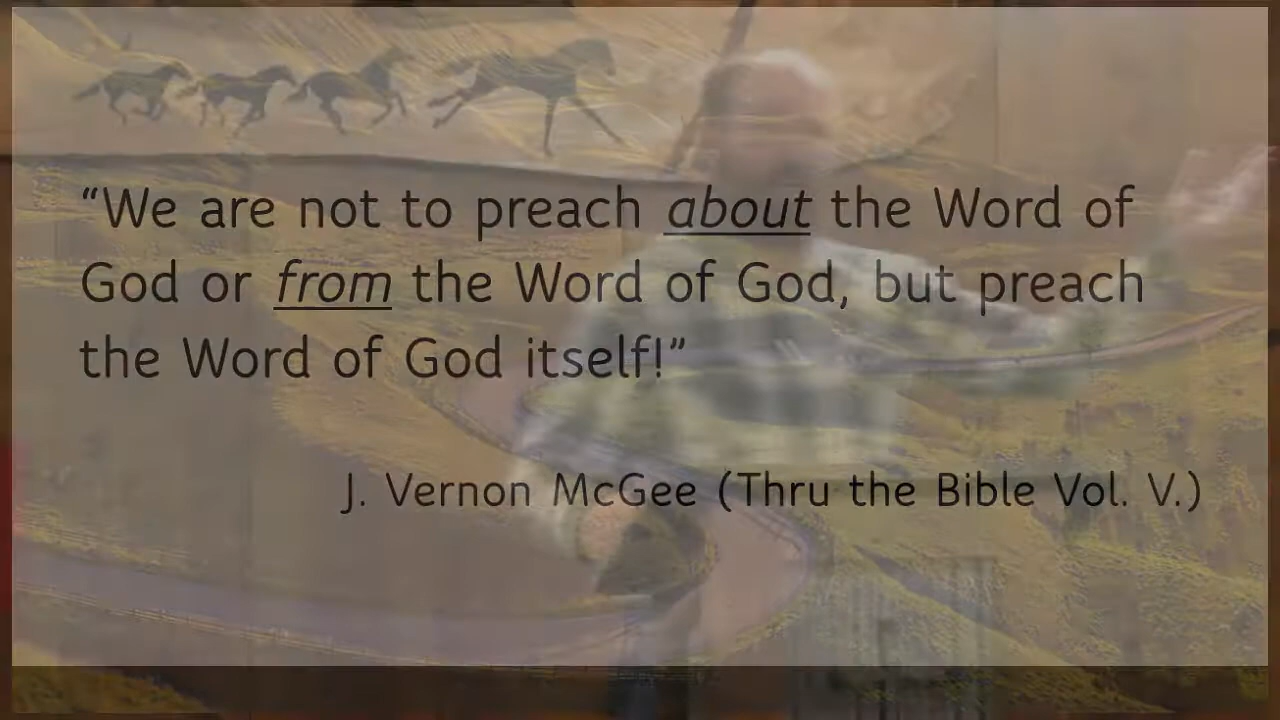 “We are not to preach about the Word of
God or from the Word of God, but preach
the Word of God itself!”
J. Vernon McGee (Thru the Bible Vol. V.)